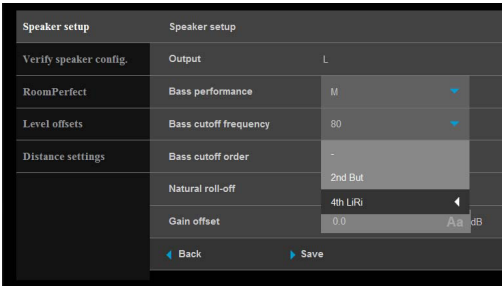 Speaker setup
Speaker setup
Verify speaker config.
Output
L
RoomPerfect
Bass performance
M
Level offsets
Bass cutoff frequency
80
Distance settings
Bass cutoff order
-
2nd But
Natural roll-off
4th LiRi
Gain offset
0.0
Aa
dB
Back
Save